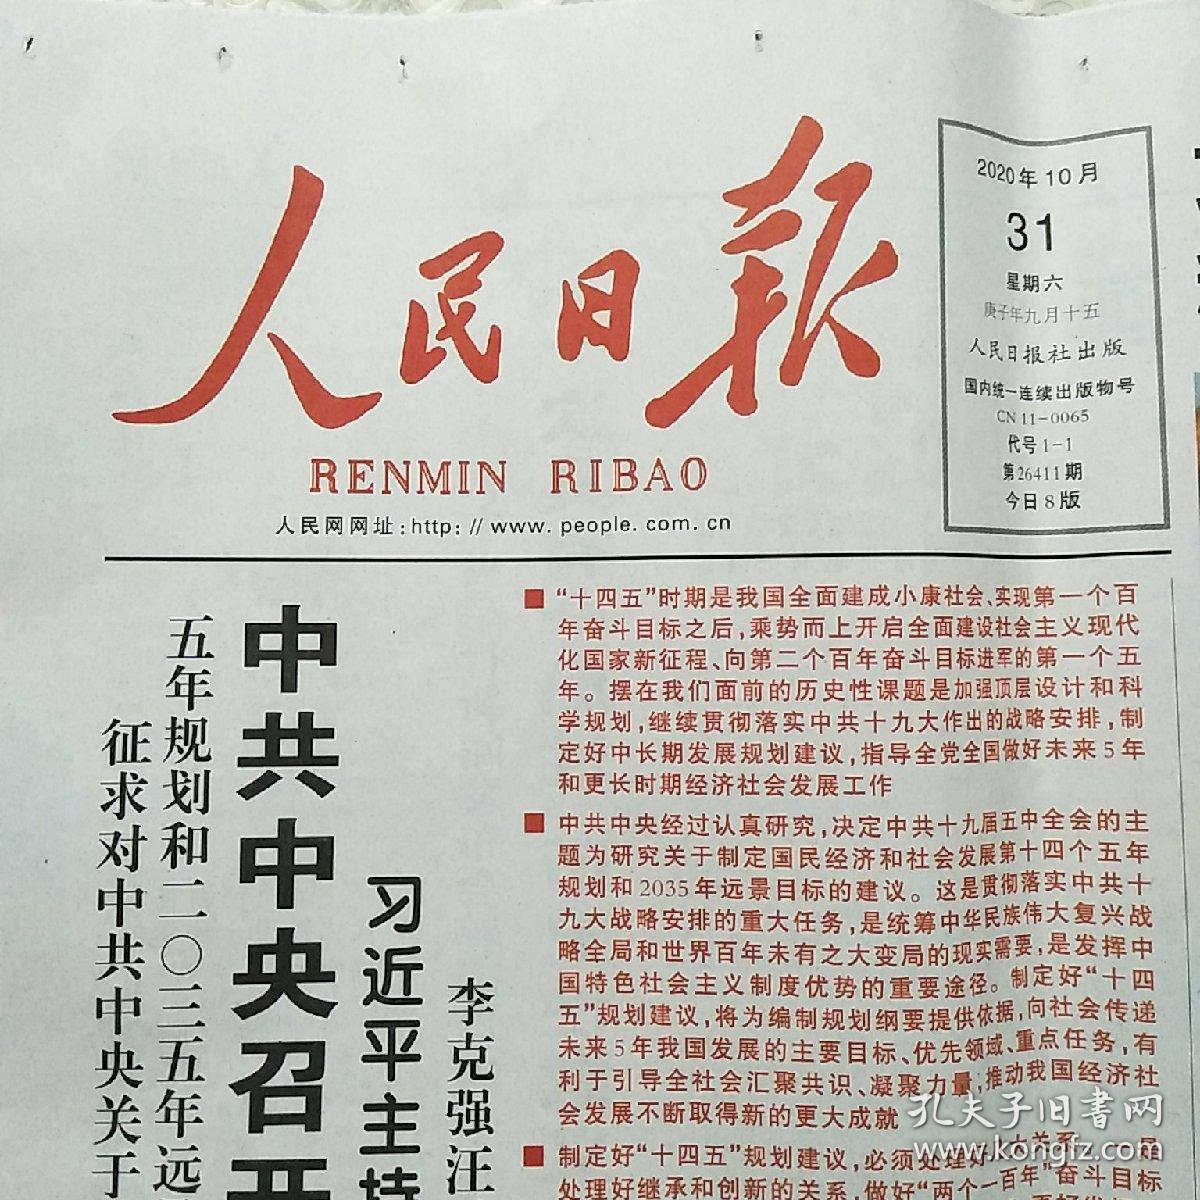 人民日報
RENMIN RIBAO
人民网网址:http://www.people.com.cn
2020年10月
31
星期六
庚子年九月十五
人民日报社出版
国内统一连续出版物号
CN 11-0065
代号1-1
第26411期
今日8版
中共中央召开
习近平主持
李克强汪
征求对中共中央关于
五年规划和二〇三五年远
■ “十四五”时期是我国全面建成小康社会、实现第一个百
年奋斗目标之后,乘势而上开启全面建设社会主义现代
化国家新征程、向第二个百年奋斗目标进军的第一个五
年。摆在我们面前的历史性课题是加强顶层设计和科
学规划,继续贯彻落实中共十九大作出的战略安排,制
定好中长期发展规划建议,指导全党全国做好未来5年
和更长时期经济社会发展工作
■ 中共中央经过认真研究,决定中共十九届五中全会的主
题为研究关于制定国民经济和社会发展第十四个五年
规划和2035年远景目标的建议。这是贯彻落实中共十
九大战略安排的重大任务,是统筹中华民族伟大复兴战
略全局和世界百年未有之大变局的现实需要,是发挥中
国特色社会主义制度优势的重要途径。制定好“十四
五”规划建议,将为编制规划纲要提供依据,向社会传递
未来5年我国发展的主要目标、优先领域、重点任务,有
利于引导全社会汇聚共识、凝聚力量,推动我国经济社
会发展不断取得新的更大成就
■ 制定好“十四五”规划建议,必须处理好
处理好继承和创新的关系,做好“两个一百年”奋斗目标
孔夫子旧書网
www.kongfz.com